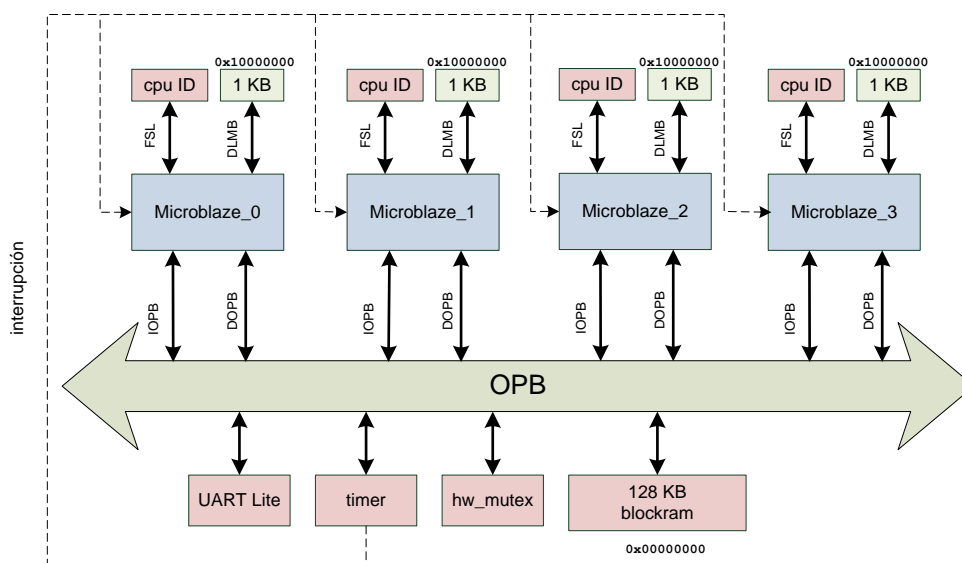 0x10000000 0x10000000 0x10000000 0x10000000
cpu ID 1 KB cpu ID 1 KB cpu ID 1 KB cpu ID 1 KB
FSL DLMB FSL DLMB FSL DLMB FSL DLMB
Microblaze_0 Microblaze_1 Microblaze_2 Microblaze_3
interrupción
IOPB DOPB IOPB DOPB IOPB DOPB IOPB DOPB
OPB
UART Lite timer hw_mutex 128 KB
blockram
0x00000000